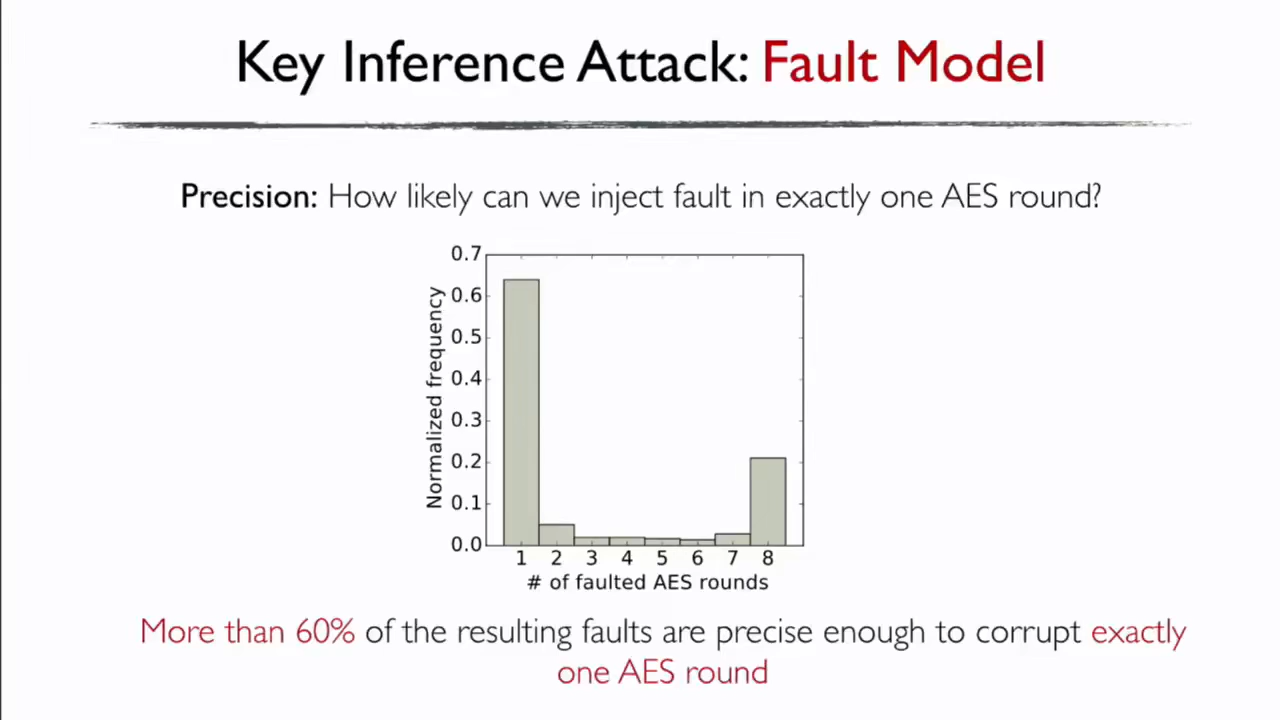 Key Inference Attack: Fault Model
Precision: How likely can we inject fault in exactly one AES round?
0.7
0.6
0.5
0.4
0.3
0.2
0.1
0.0
Normalized frequency
1 2 3 4 5 6 7 8
# of faulted AES rounds
More than 60% of the resulting faults are precise enough to corrupt exactly
one AES round